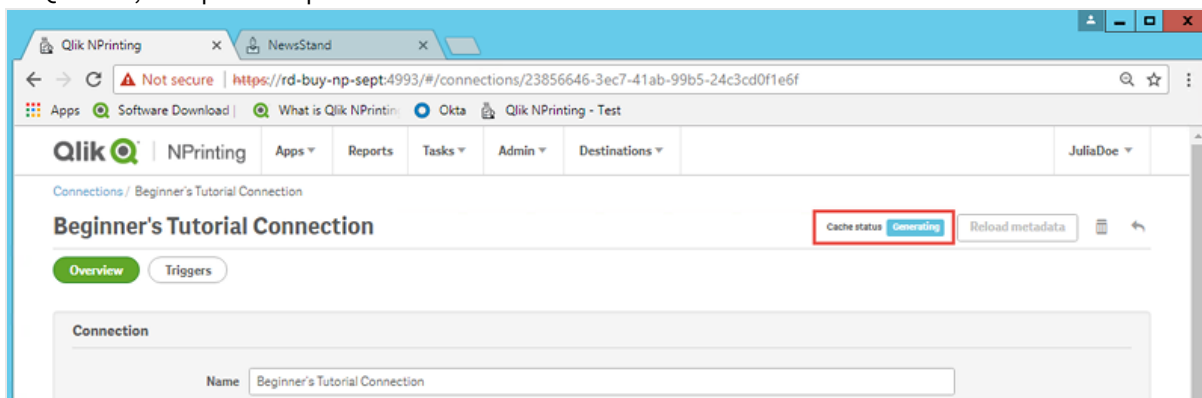 Qlik NPrinting
NewsStand
Not secure | https://rd-buy-np-sept:4993/#/connections/23856646-3ec7-41ab-99b5-24c3cd0f1e6f
Apps Software Download | What is Qlik NPrinting Okta Qlik NPrinting - Test
Qlik NPrinting Apps Reports Tasks Admin Destinations JuliaDoe
Connections / Beginner's Tutorial Connection
Beginner's Tutorial Connection Cache status Generating Reload metadata
Overview Triggers
Connection
Name Beginner's Tutorial Connection